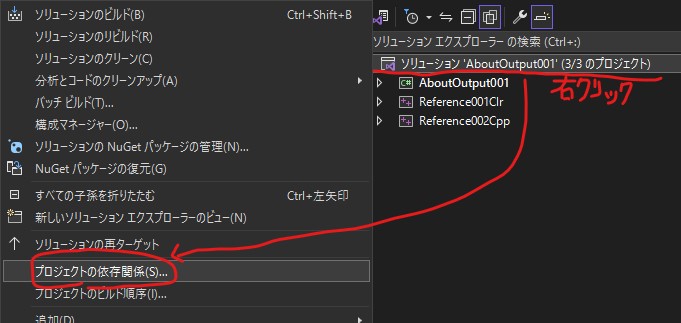 ソリューションのビルド(B) Ctrl+Shift+B
ソリューションのリビルド(R)
ソリューションのクリーン(C)
分析とコードのクリーンアップ(A)
バッチ ビルド(T)...
構成マネージャー(O)...
ソリューションの NuGet パッケージの管理(N)...
NuGet パッケージの復元(G)
すべての子孫を折りたたむ Ctrl+左矢印
新しいソリューション エクスプローラーのビュー(N)
ソリューションの再ターゲット
プロジェクトの依存関係(S)...
プロジェクトのビルド順序(I)...
追加(D)
ソリューション エクスプローラー の検索 (Ctrl+:)
ソリューション 'AboutOutput001' (3/3 のプロジェクト)
AboutOutput001
右クリック
Reference001Clr
Reference002Cpp